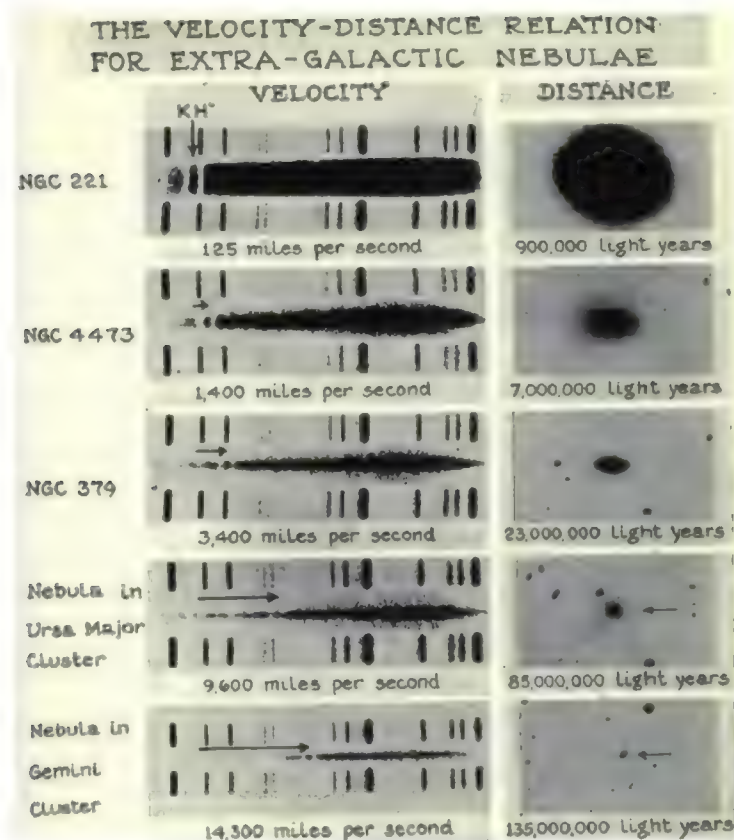 THE VELOCITY-DISTANCE RELATION
FOR EXTRA-GALACTIC NEBULAE
VELOCITY DISTANCE
KH
NGC 221
125 miles per second 900,000 light years
NGC 4473
1,400 miles per second 7,000,000 light years
NGC 379
3,400 miles per second 23,000,000 light years
Nebula in
Ursa Major
Cluster
9,600 miles per second 85,000,000 light years
Nebula in
Gemini
Cluster
14,300 miles per second 135,000,000 light years